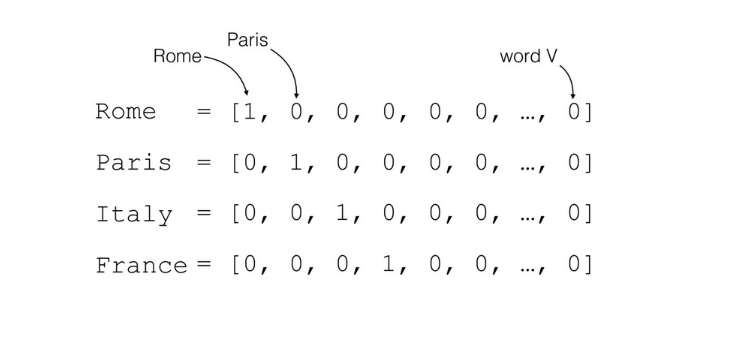 Paris
Rome
word V
Rome = [1, 0, 0, 0, 0, 0, …, 0]
Paris = [0, 1, 0, 0, 0, 0, …, 0]
Italy = [0, 0, 1, 0, 0, 0, …, 0]
France = [0, 0, 0, 1, 0, 0, …, 0]